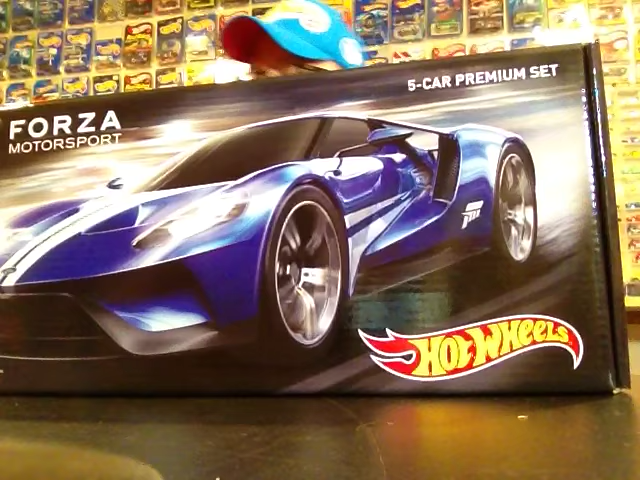 5-CAR PREMIUM SET
FORZA
MOTORSPORT
HOT WHEELS